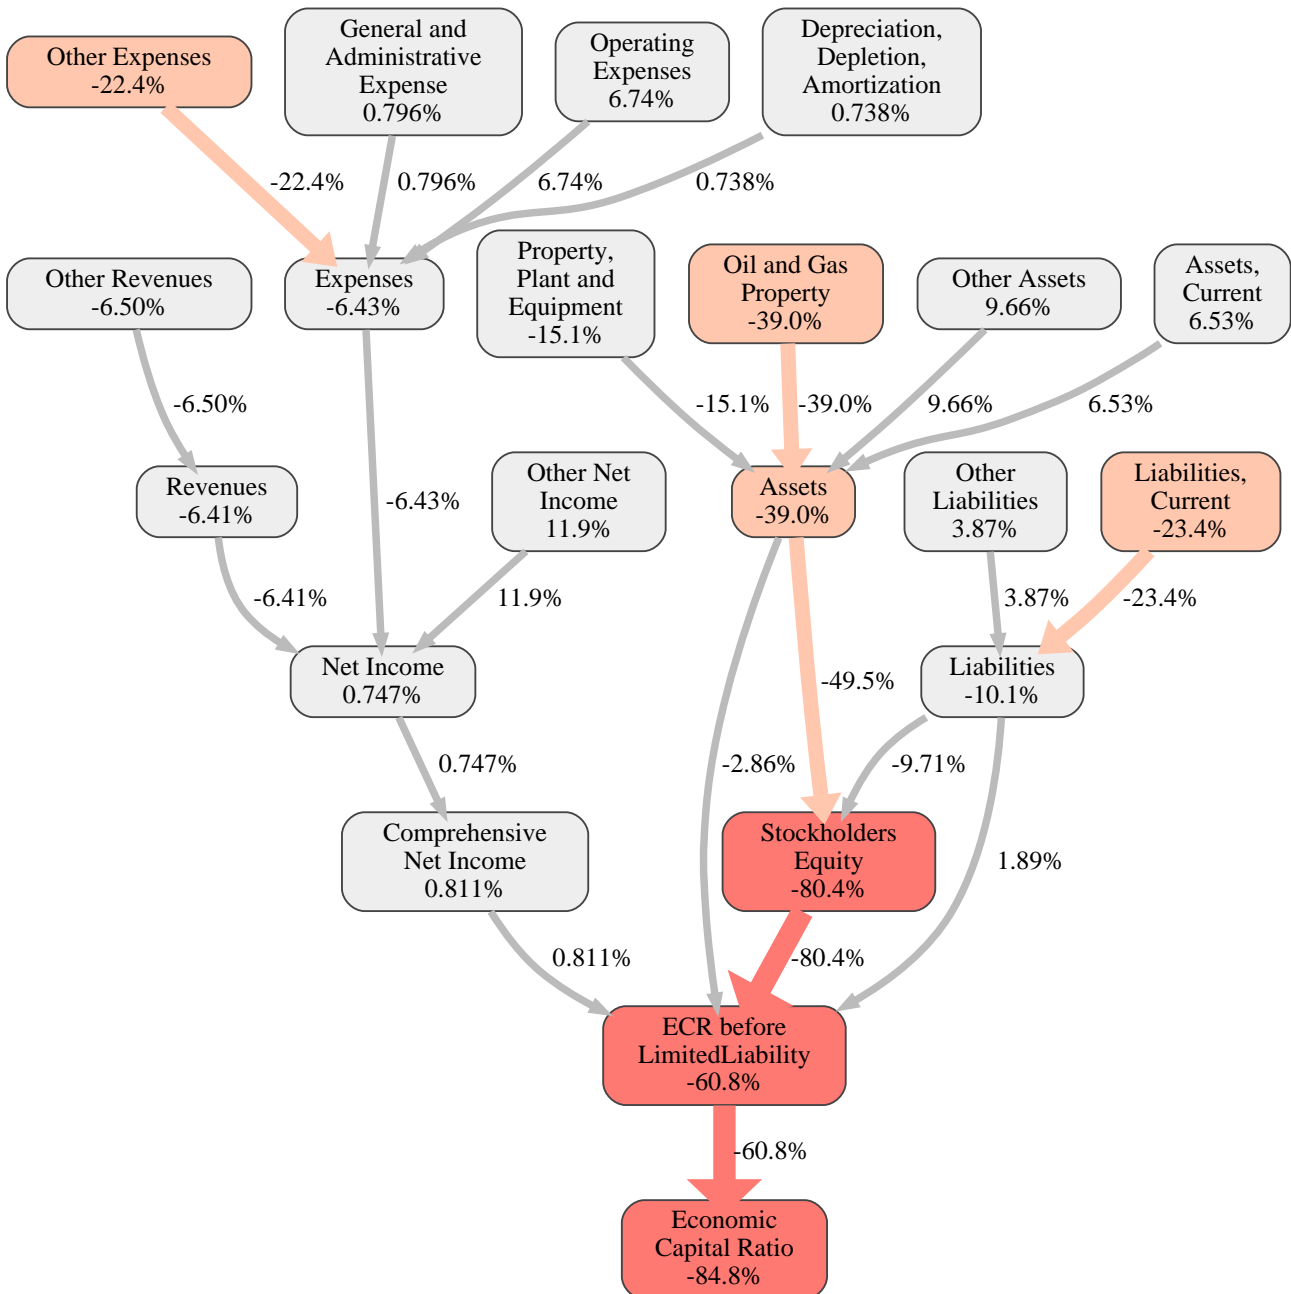 Other Expenses
-22.4%
General and
Administrative
Expense
0.796%
Operating
Expenses
6.74%
Depreciation,
Depletion,
Amortization
0.738%
-22.4%
0.796%
6.74%
0.738%
Other Revenues
-6.50%
Expenses
-6.43%
Property,
Plant and
Equipment
-15.1%
Oil and Gas
Property
-39.0%
Other Assets
9.66%
Assets,
Current
6.53%
-6.50%
-15.1%
-39.0%
9.66%
6.53%
Revenues
-6.41%
-6.43%
Other Net
Income
11.9%
Assets
-39.0%
Other
Liabilities
3.87%
Liabilities,
Current
-23.4%
-6.41%
11.9%
3.87%
-23.4%
Net Income
0.747%
-49.5%
Liabilities
-10.1%
0.747%
-2.86%
-9.71%
Comprehensive
Net Income
0.811%
Stockholders
Equity
-80.4%
1.89%
0.811%
-80.4%
ECR before
LimitedLiability
-60.8%
-60.8%
Economic
Capital Ratio
-84.8%